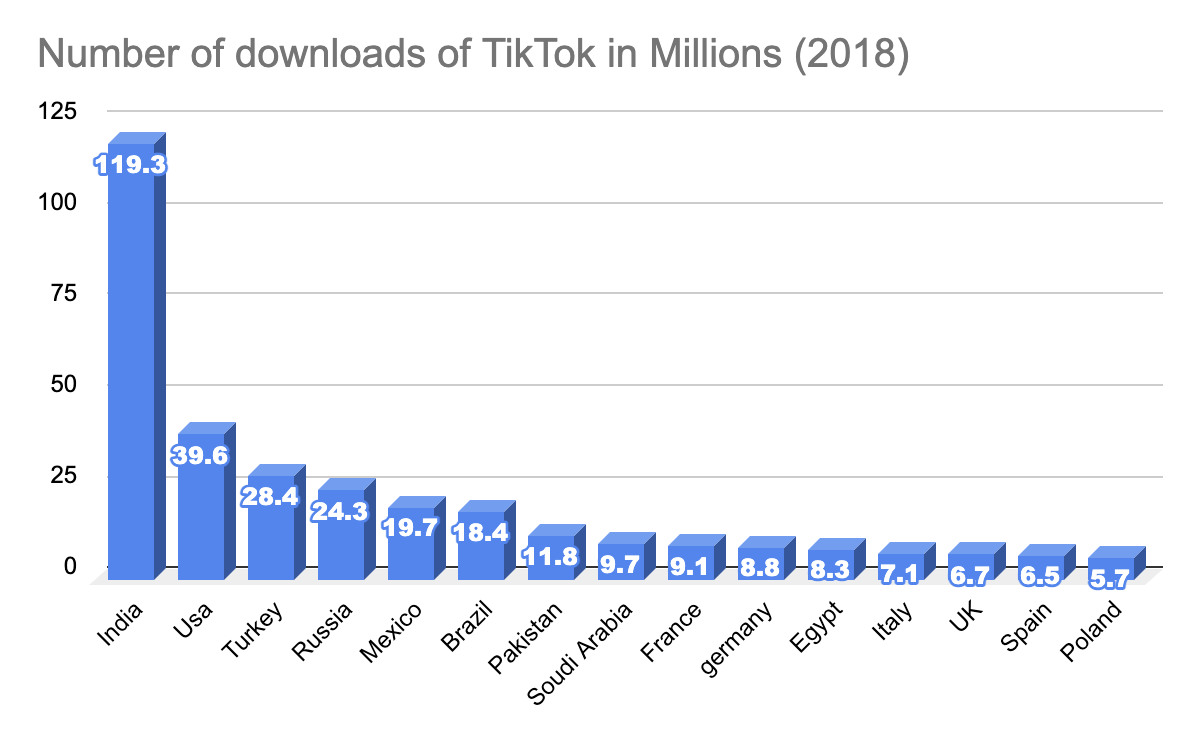 Number of downloads of TikTok in Millions (2018)
125
100
75
50
25
0
119.3
39.6
28.4
24.3
19.7
18.4
11.8
9.7
9.1
8.8
8.3
7.1
6.7
6.5
5.7
India
Usa
Turkey
Russia
Mexico
Brazil
Pakistan
Soudi Arabia
France
germany
Egypt
Italy
UK
Spain
Poland